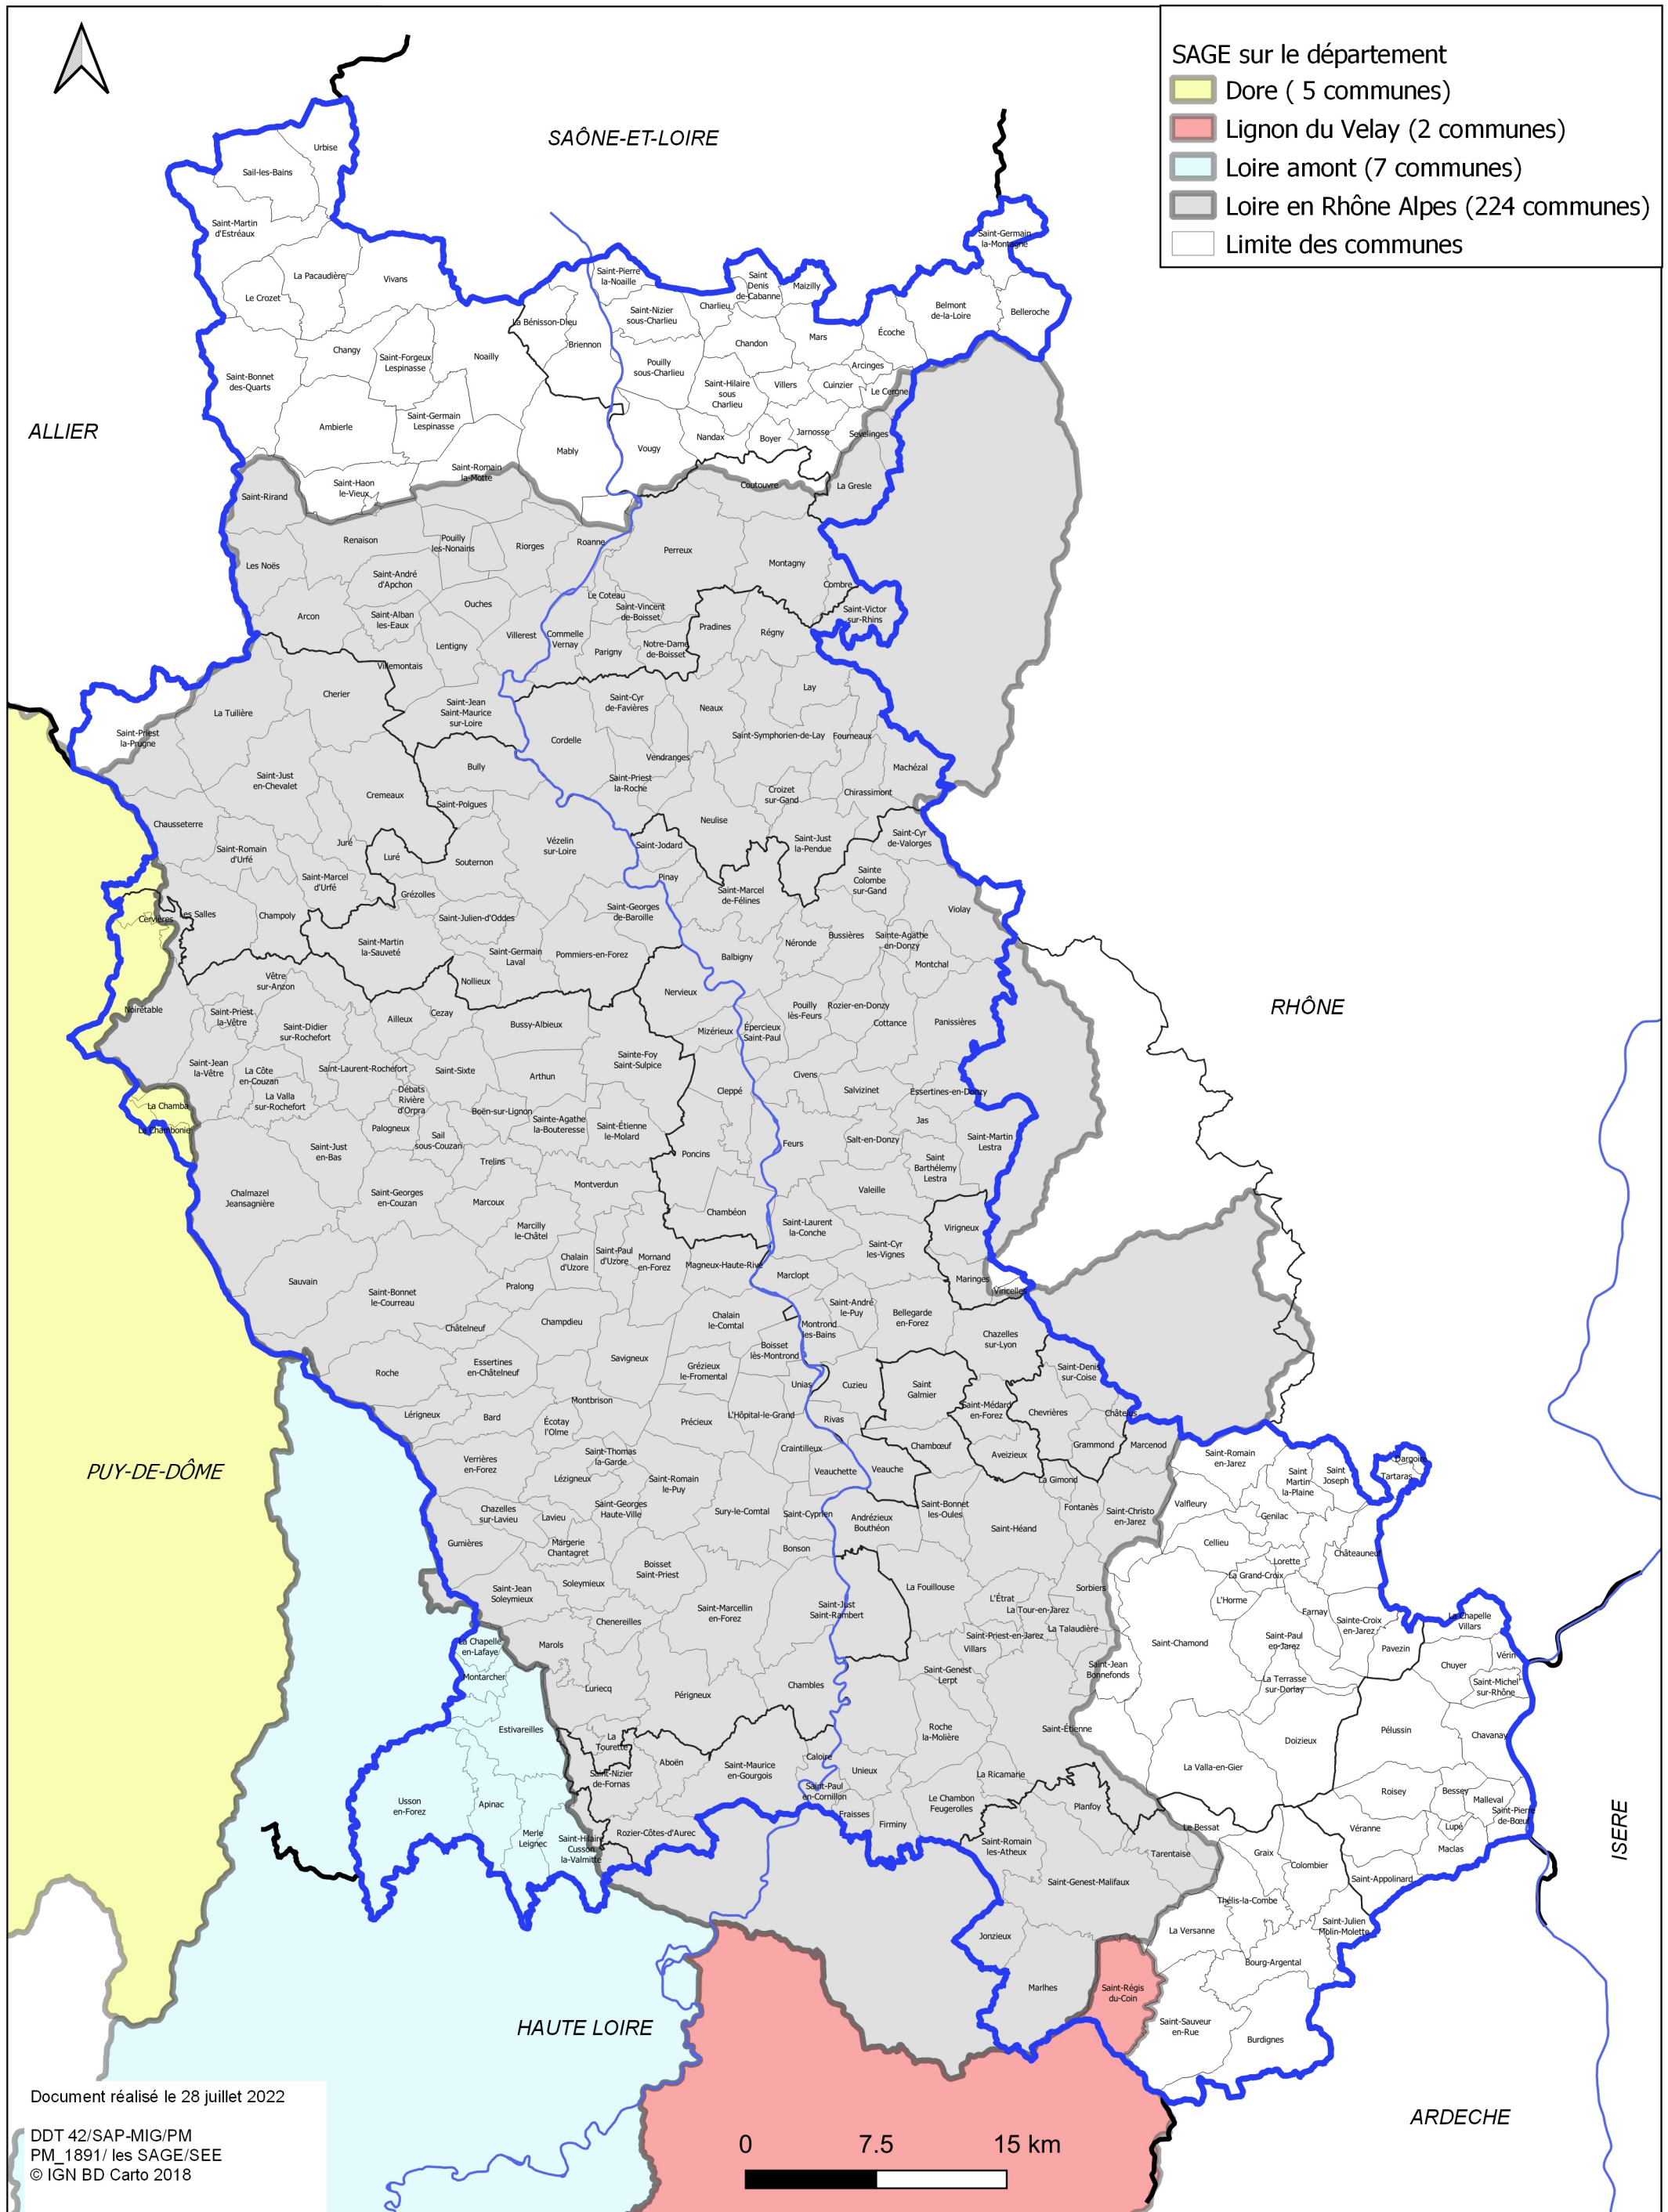 SAGE sur le département
Dore ( 5 communes)
Lignon du Velay (2 communes)
Loire amont (7 communes)
Loire en Rhône Alpes (224 communes)
Limite des communes
SAÔNE-ET-LOIRE
Urbise
Sail-les-Bains
Saint-Martin
d'Estréaux
Saint-Germain
la-Montagne
La Pacaudière
Vivans
Le Crozet
Saint-Pierre
la-Noaille
Saint
Denis
de-Cabanne
Maizilly
Charlieu
Saint-Nizier
sous-Charlieu
Belmont
de-la-Loire
Belleroche
La Bénisson-Dieu
Briennon
Écoche
Mars
Chandon
Changy
Saint-Forgeux
Lespinasse
Noailly
Pouilly
sous-Charlieu
Arcinges
Saint-Bonnet
des-Quarts
Saint-Hilaire
sous
Charlieu
Villers
Cuinzier
Le Cergne
ALLIER
Ambierle
Saint-Germain
Lespinasse
Mably
Vougy
Nandax
Boyer
Jarnosse
Sevelinges
Saint-Romain
la-Motte
Saint-Haon
le-Vieux
Saint-Rirand
Coutouvre
La Gresle
Renaison
Pouilly
les-Nonains
Riorges
Roanne
Perreux
Les Noës
Montagny
Saint-André
d'Apchon
Combre
Arcon
Saint-Alban
les-Eaux
Ouches
Le Coteau
Saint-Vincent
de-Boisset
Saint-Victor
sur-Rhins
Lentigny
Villerest
Commelle
Vernay
Parigny
Notre-Dame
de-Boisset
Pradines
Régny
Villemontais
Cherier
La Tuilière
Saint-Jean
Saint-Maurice
sur-Loire
Saint-Cyr
de-Favières
Neaux
Lay
Saint-Priest
la-Prugne
Cordelle
Saint-Symphorien-de-Lay
Fourneaux
Vendranges
Bully
Machézal
Saint-Just
en-Chevalet
Saint-Priest
la-Roche
Cremeaux
Saint-Polgues
Croizet
sur-Gand
Chirassimont
Chausseterre
Neulise
Juré
Luré
Vézelin
sur-Loire
Saint-Jodard
Saint-Just
la-Pendue
Saint-Cyr
de-Valorges
Saint-Romain
d'Urfé
Souternon
Saint-Marcel
d'Urfé
Grézolles
Pinay
Saint-Marcel
de-Félines
Sainte
Colombe
sur-Gand
Cervières
Les Salles
Champoly
Saint-Julien-d'Oddes
Saint-Georges
de-Baroille
Violay
Saint-Martin
la-Sauveté
Saint-Germain
Laval
Pommiers-en-Forez
Balbigny
Néronde
Bussières
Sainte-Agathe
en-Donzy
Montchal
Vêtre
sur-Anzon
Nollieux
Nervieux
Noirétable
Saint-Priest
la-Vêtre
Saint-Didier
sur-Rochefort
Ailleux
Cezay
Bussy-Albieux
Mizérieux
Épercieux
Saint-Paul
Pouilly
lès-Feurs
Rozier-en-Donzy
Cottance
Panissières
RHÔNE
Saint-Jean
la-Vêtre
La Côte
en-Couzan
Saint-Laurent-Rochefort
Saint-Sixte
Arthun
Sainte-Foy
Saint-Sulpice
Cleppé
Civens
Salvizinet
Essertines-en-Donzy
La Valla
sur-Rochefort
Débats
Rivière
d'Orpra
La Chamba
La Chambonie
Palogneux
Sail
sous-Couzan
Boën-sur-Lignon
Sainte-Agathe
la-Bouteresse
Saint-Étienne
le-Molard
Jas
Saint-Just
en-Bas
Trelins
Poncins
Feurs
Salt-en-Donzy
Saint-Martin
Lestra
Saint
Barthélemy
Lestra
Chalmazel
Jeansagnière
Saint-Georges
en-Couzan
Marcoux
Montverdun
Valeille
Marcilly
le-Châtel
Chambéon
Saint-Laurent
la-Conche
Virigneux
Sauvain
Saint-Bonnet
le-Courreau
Pralong
Chalain
d'Uzore
Saint-Paul
d'Uzore
Mornand
en-Forez
Magneux-Haute-Rive
Marclopt
Saint-Cyr
les-Vignes
Maringes
Viricelles
Châtelneuf
Champdieu
Chalain
le-Comtal
Saint-André
le-Puy
Montrond
les-Bains
Bellegarde
en-Forez
Chazelles
sur-Lyon
Roche
Essertines
en-Châtelneuf
Savigneux
Boisset
lès-Montrond
Grézieux
le-Fromental
Unias
Cuzieu
Saint
Galmier
Saint-Denis
sur-Coise
Lérigneux
Bard
Écotay
l'Olme
Montbrison
Précieux
L'Hôpital-le-Grand
Rivas
Saint-Médard
en-Forez
Chevrières
Châtelus
PUY-DE-DÔME
Verrières
en-Forez
Saint-Thomas
la-Garde
Lézigneux
Saint-Romain
le-Puy
Craintilleux
Veauchette
Veauche
Chambœuf
Aveizieux
Grammond
Marcenod
La Gimond
Saint-Romain
en-Jarez
Saint
Martin
la-Plaine
Saint
Joseph
Dargoire
Tartaras
Chazelles
sur-Lavieu
Lavieu
Saint-Georges
Haute-Ville
Sury-le-Comtal
Saint-Cyprien
Andrézieux
Bouthéon
Saint-Bonnet
les-Oules
Saint-Héand
Fontanès
Saint-Christo
en-Jarez
Valfleury
Genilac
Gumières
Margerie
Chantagret
Boisset
Saint-Priest
Bonson
Cellieu
Châteauneuf
Lorette
La Grand-Croix
Saint-Jean
Soleymieux
Soleymieux
Chenereilles
Saint-Marcellin
en-Forez
Saint-Just
Saint-Rambert
La Fouillouse
L'Étrat
La Tour-en-Jarez
Sorbiers
L'Horme
Farnay
Sainte-Croix
en-Jarez
La Chapelle
Villars
La Chapelle
en-Lafaye
Marols
Saint-Priest-en-Jarez
Villars
La Talaudière
Saint-Chamond
Saint-Paul
en-Jarez
Pavezin
Vérin
Montarcher
Luriecq
Périgneux
Chambles
Saint-Genest
Lerpt
Saint-Jean
Bonnefonds
La Terrasse
sur-Dorlay
Chuyer
Saint-Michel
sur-Rhône
Estivareilles
La
Tourette
Roche
la-Molière
Saint-Étienne
Doizieux
Pélussin
Chavanay
Saint-Nizier
de-Fornas
Aboën
Saint-Maurice
en-Gourgois
Caloire
Unieux
La Ricamarie
La Valla-en-Gier
Usson
en-Forez
Apinac
Saint-Paul
en-Cornillon
Fraisses
Firminy
Le Chambon
Feugerolles
Planfoy
Roisey
Bessey
Malleval
Saint-Pierre
de-Bœuf
Merle
Leignec
Saint-Hilaire
Cusson
la-Valmitte
Rozier-Côtes-d'Aurec
Saint-Romain
les-Atheux
Le Bessat
Tarentaise
Graix
Colombier
Véranne
Lupé
Maclas
ISERE
Saint-Genest-Malifaux
Thélis-la-Combe
Saint-Appolinard
Jonzieux
La Versanne
Saint-Julien
Molin-Molette
Bourg-Argental
Marlhes
Saint-Régis
du-Coin
Saint-Sauveur
en-Rue
Burdignes
HAUTE LOIRE
ARDECHE
Document réalisé le 28 juillet 2022
DDT 42/SAP-MIG/PM
PM_1891/ les SAGE/SEE
© IGN BD Carto 2018
0 7.5 15 km